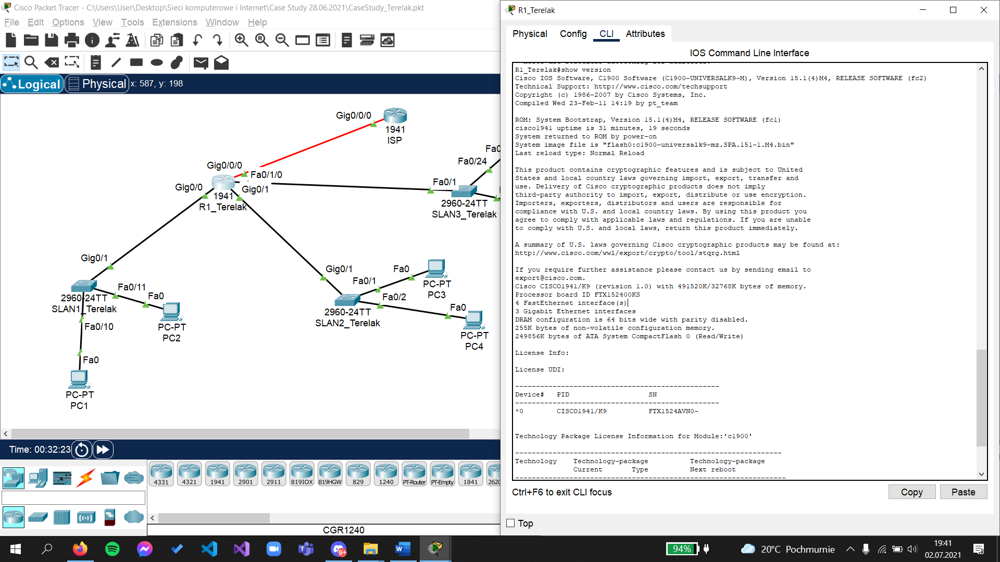 Cisco Packet Tracer - C:\Users\User\Desktop\Sieci komputerowe i Internet\Case Study 28.06.2021\CaseStudy_Terelak.pkt
File Edit Options View Tools Extensions Window Help
Logical Physical x: 587, y: 198
Gig0/0/0
1941
ISP
Fa0
Fa0/24
Gig0/0/0
Fa0/1/0
Gig0/0
Gig0/1
1941
R1_Terelak
Fa0/1
2960-24TT
SLAN3_Terelak
Gig0/1
Fa0/11
Fa0
2960-24TT
SLAN1_Terelak
Fa0/10
PC-PT
PC2
Fa0
PC-PT
PC1
Gig0/1
Fa0
Fa0/1
PC-PT
PC3
Fa0/2
Fa0
2960-24TT
SLAN2_Terelak
PC-PT
PC4
Time: 00:32:23
4331 4321 1941 2901 2911 819IOX 819HGW 829 1240 PT-Router PT-Empty 1841 2620
CGR1240
R1_Terelak
Physical Config CLI Attributes
IOS Command Line Interface
R1_Terelak#show version
Cisco IOS Software, C1900 Software (C1900-UNIVERSALK9-M), Version 15.1(4)M4, RELEASE SOFTWARE (fc2)
Technical Support: http://www.cisco.com/techsupport
Copyright (c) 1986-2007 by Cisco Systems, Inc.
Compiled Wed 23-Feb-11 14:19 by pt_team
ROM: System Bootstrap, Version 15.1(4)M4, RELEASE SOFTWARE (fc1)
cisco1941 uptime is 31 minutes, 19 seconds
System returned to ROM by power-on
System image file is "flash0:c1900-universalk9-mz.SPA.151-1.M4.bin"
Last reload type: Normal Reload
This product contains cryptographic features and is subject to United
States and local country laws governing import, export, transfer and
use. Delivery of Cisco cryptographic products does not imply
third-party authority to import, export, distribute or use encryption.
Importers, exporters, distributors and users are responsible for
compliance with U.S. and local country laws. By using this product you
agree to comply with applicable laws and regulations. If you are unable
to comply with U.S. and local laws, return this product immediately.
A summary of U.S. laws governing Cisco cryptographic products may be found at:
http://www.cisco.com/wwl/export/crypto/tool/stqrg.html
If you require further assistance please contact us by sending email to
export@cisco.com.
Cisco CISCO1941/K9 (revision 1.0) with 491520K/32768K bytes of memory.
Processor board ID FTX152400KS
4 FastEthernet interface(s)
3 Gigabit Ethernet interfaces
DRAM configuration is 64 bits wide with parity disabled.
255K bytes of non-volatile configuration memory.
249856K bytes of ATA System CompactFlash 0 (Read/Write)
License Info:
License UDI:
-------------------------------------------------
Device# PID SN
-------------------------------------------------
*0 CISCO1941/K9 FTX1524AVN0-
Technology Package License Information for Module:'c1900'
----------------------------------------------------------------
Technology Technology-package Technology-package
Current Type Next reboot
-----------------------------------------------------------------
Ctrl+F6 to exit CLI focus
Copy Paste
Top
9+
94%
20°C Pochmurnie
19:41
02.07.2021